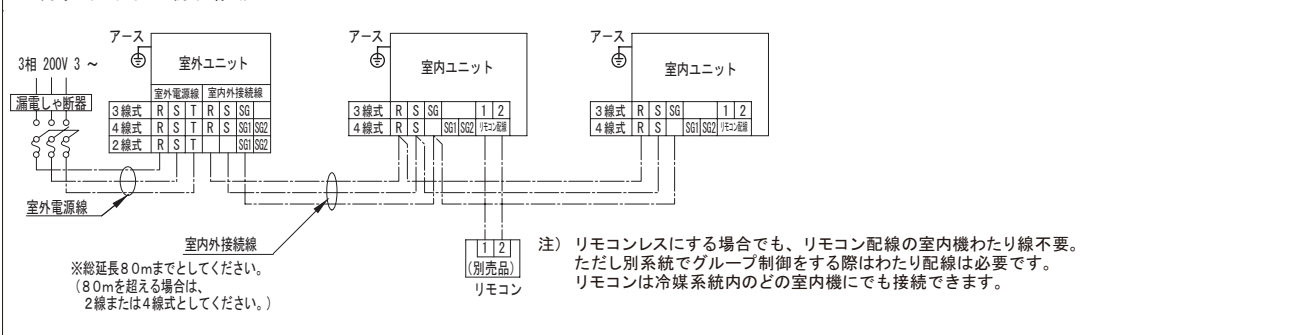 アース
3相 200V 3 ～
漏電しゃ断器
室外ユニット
室外電源線 室内外接続線
3線式 R S T R S SG
4線式 R S T R S SG1 SG2
2線式 R S T SG1 SG2
室外電源線
室内外接続線
※総延長80mまでとしてください。
(80mを超える場合は、
2線または4線式としてください。)
アース
室内ユニット
3線式 R S SG 1 2
4線式 R S SG1 SG2 リモコン配線
1 2
(別売品)
リモコン
アース
室内ユニット
3線式 R S SG 1 2
4線式 R S SG1 SG2 リモコン配線
注) リモコンレスにする場合でも、リモコン配線の室内機わたり線不要。
ただし別系統でグループ制御をする際はわたり配線は必要です。
リモコンは冷媒系統内のどの室内機にでも接続できます。